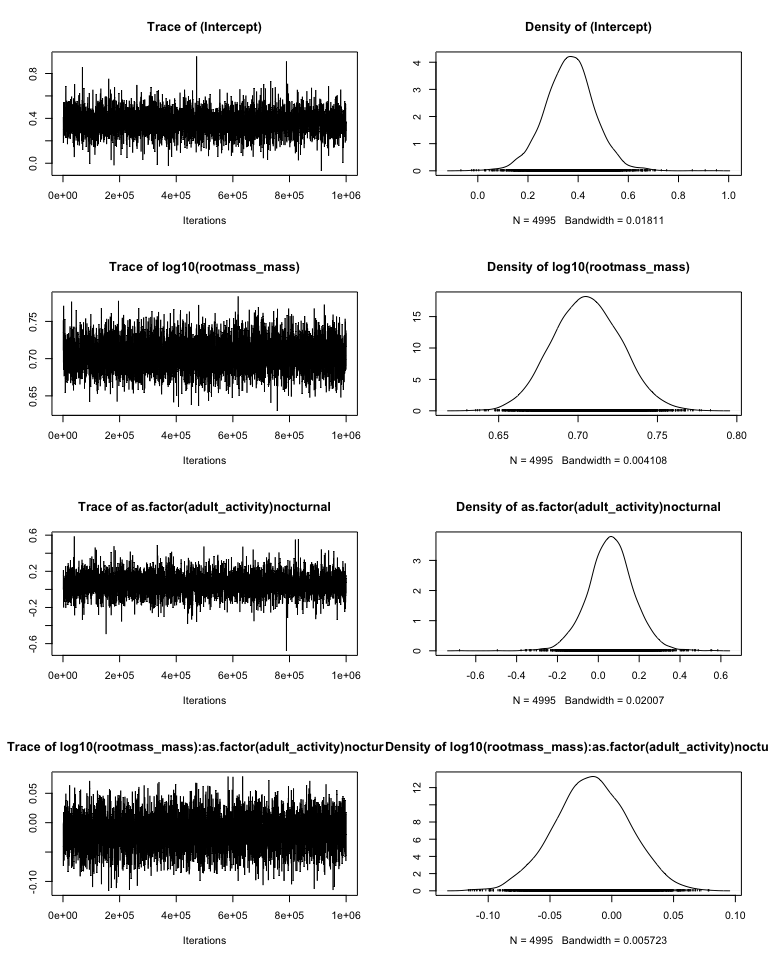 Trace of (Intercept)
Density of (Intercept)
0.0 0.4 0.8
0e+00 2e+05 4e+05 6e+05 8e+05 1e+06
Iterations
0 1 2 3 4
0.0 0.2 0.4 0.6 0.8 1.0
N = 4995 Bandwidth = 0.01811
Trace of log10(rootmass_mass)
Density of log10(rootmass_mass)
0.65 0.70 0.75
0e+00 2e+05 4e+05 6e+05 8e+05 1e+06
Iterations
0 5 10 15
0.65 0.70 0.75 0.80
N = 4995 Bandwidth = 0.004108
Trace of as.factor(adult_activity)nocturnal
Density of as.factor(adult_activity)nocturnal
-0.6 -0.2 0.2 0.6
0e+00 2e+05 4e+05 6e+05 8e+05 1e+06
Iterations
0 1 2 3
-0.6 -0.4 -0.2 0.0 0.2 0.4 0.6
N = 4995 Bandwidth = 0.02007
Trace of log10(rootmass_mass):as.factor(adult_activity)noctur
Density of log10(rootmass_mass):as.factor(adult_activity)noctu
-0.10 0.00 0.05
0e+00 2e+05 4e+05 6e+05 8e+05 1e+06
Iterations
0 2 4 6 8 12
-0.10 -0.05 0.00 0.05 0.10
N = 4995 Bandwidth = 0.005723